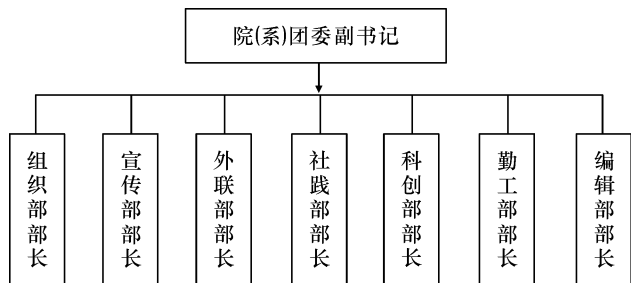 院(系)团委副书记
组织部部长
宣传部部长
外联部部长
社践部部长
科创部部长
勤工部部长
编辑部部长